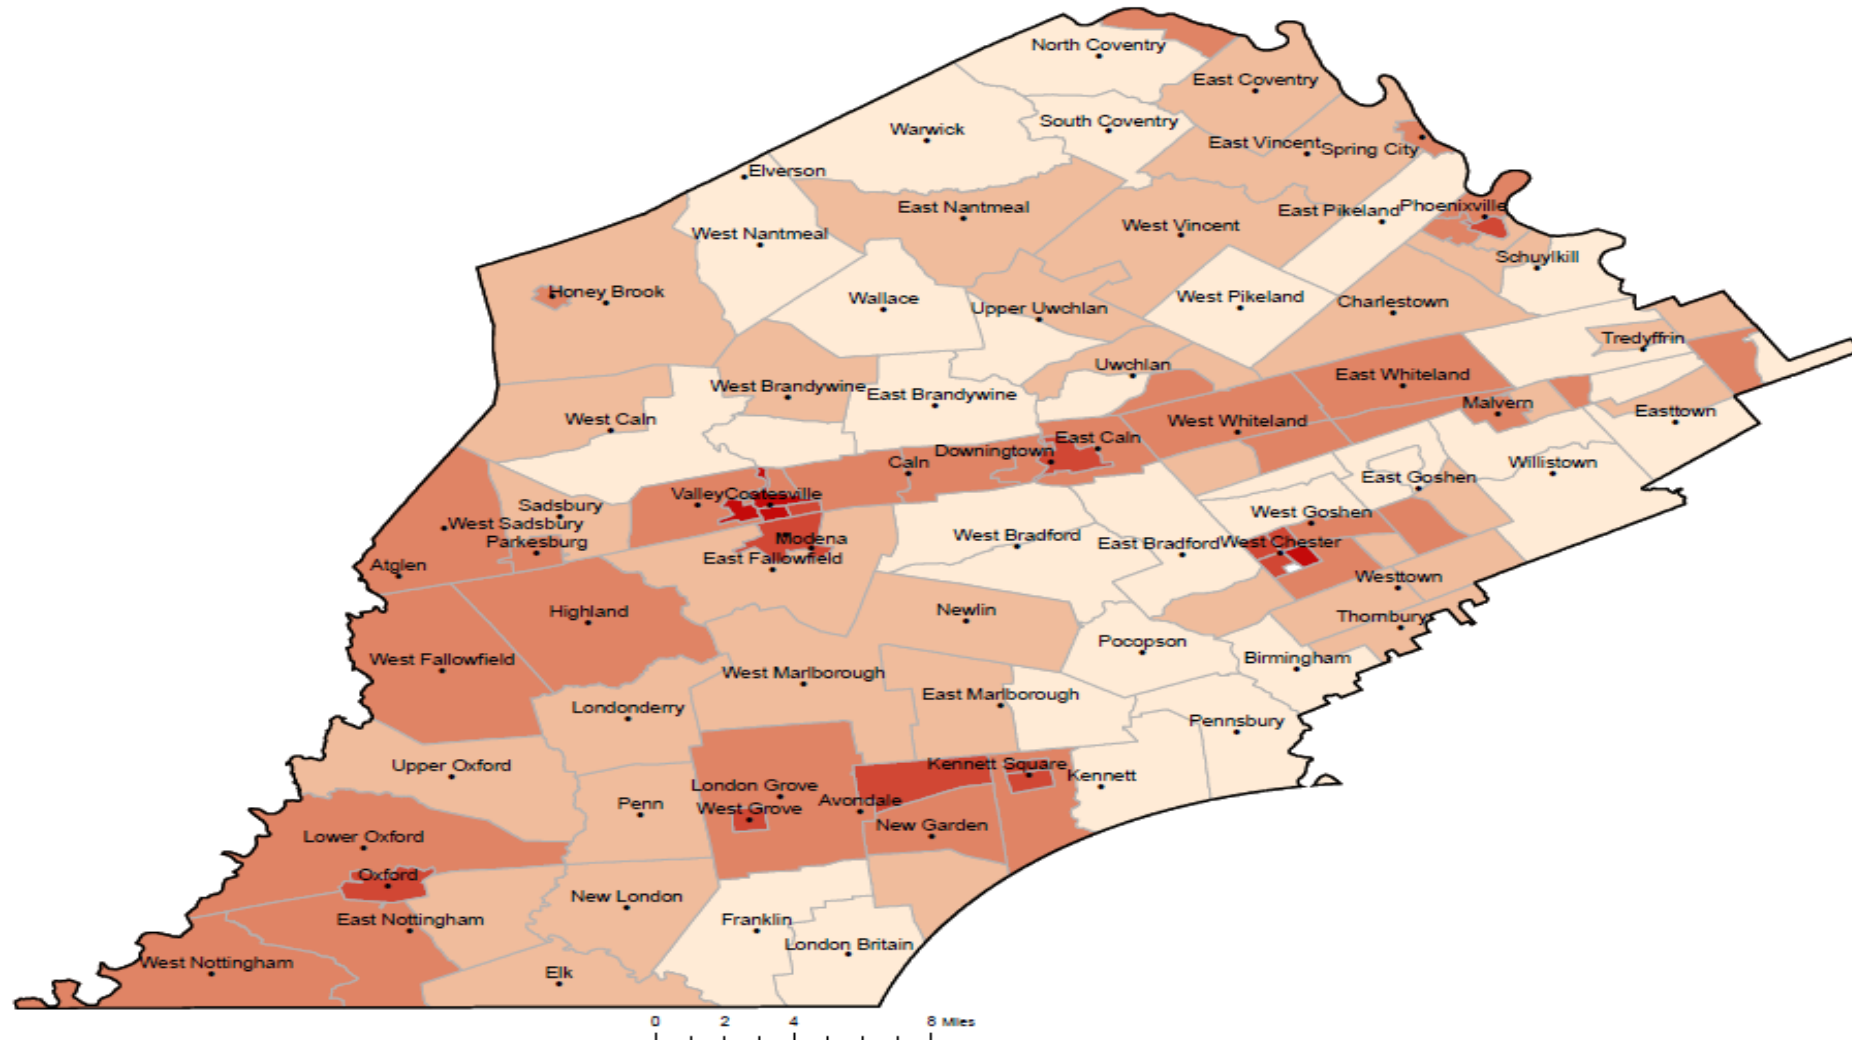 North Coventry
East Coventry
Warwick
South Coventry
East Vincent
Spring City
Elverson
East Nantmeal
West Vincent
East Pikeland
Phoenixville
West Nantmeal
Schuylkill
Honey Brook
Wallace
Upper Uwchlan
West Pikeland
Charlestown
Tredyffrin
Uwchlan
East Whiteland
West Brandywine
East Brandywine
Malvern
Easttown
West Caln
West Whiteland
East Caln
Downingtown
Caln
Willistown
East Goshen
Valley
Coatesville
Sadsbury
West Sadsbury
West Goshen
Parkesburg
Modena
West Bradford
East Bradford
West Chester
East Fallowfield
Atglen
Westtown
Highland
Newlin
Thornbury
Pocopson
West Fallowfield
Birmingham
West Marlborough
East Marlborough
Londonderry
Pennsbury
Upper Oxford
Kennett Square
Kennett
London Grove
Penn
West Grove
Avondale
New Garden
Lower Oxford
Oxford
New London
East Nottingham
Franklin
London Britain
West Nottingham
Elk
0 2 4 8 Miles